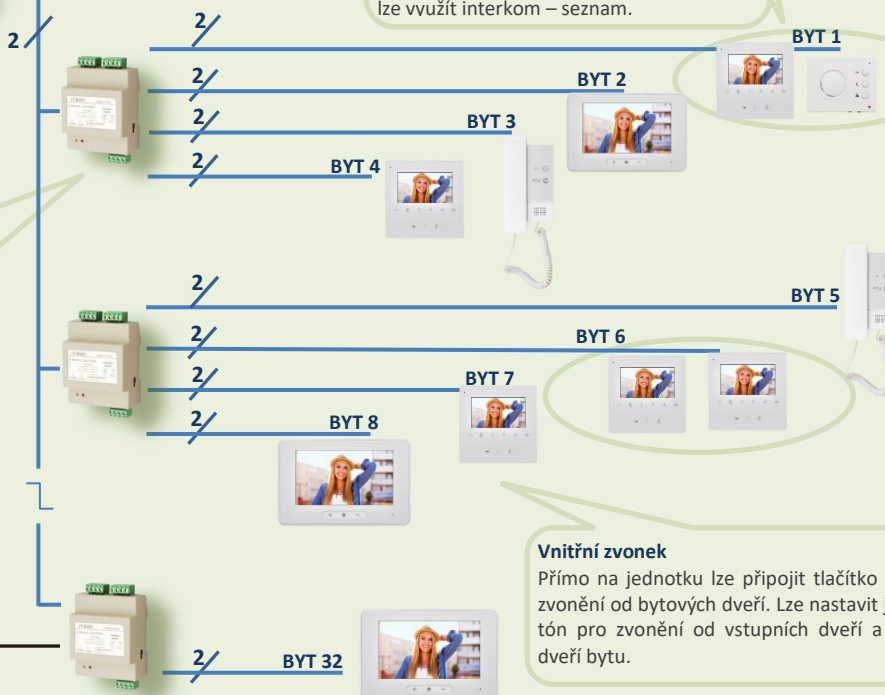 lze využít interkom – seznam.
2
2
BYT 1
2
BYT 2
2
BYT 3
2
BYT 4
2
BYT 5
2
BYT 6
2
BYT 7
2
BYT 8
Vnitřní zvonek
Přímo na jednotku lze připojit tlačítko
zvonění od bytových dveří. Lze nastavit j
tón pro zvonění od vstupních dveří a
dveří bytu.
2
BYT 32